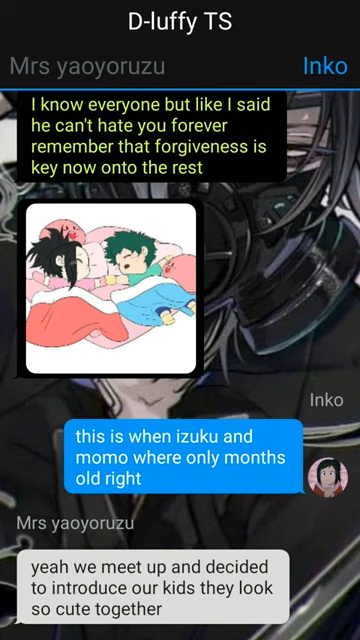 D-luffy TS
Mrs yaoyoruzu
Inko
I know everyone but like I said
he can't hate you forever
remember that forgiveness is
key now onto the rest
Inko
this is when izuku and
momo where only months
old right
Mrs yaoyoruzu
yeah we meet up and decided
to introduce our kids they look
so cute together